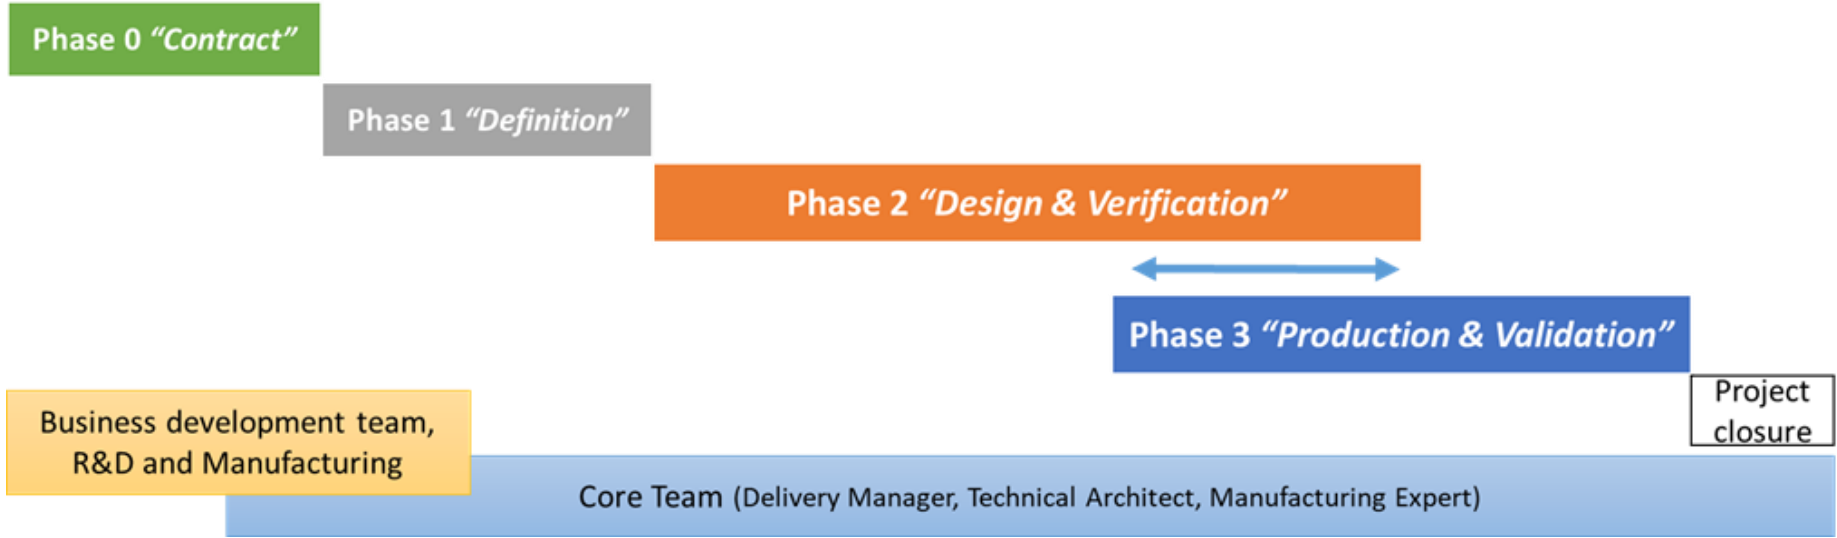 Phase 0 “Contract”
Phase 1 “Definition”
Phase 2 “Design & Verification”
Phase 3 “Production & Validation”
Project
closure
Business development team,
R&D and Manufacturing
Core Team (Delivery Manager, Technical Architect, Manufacturing Expert)